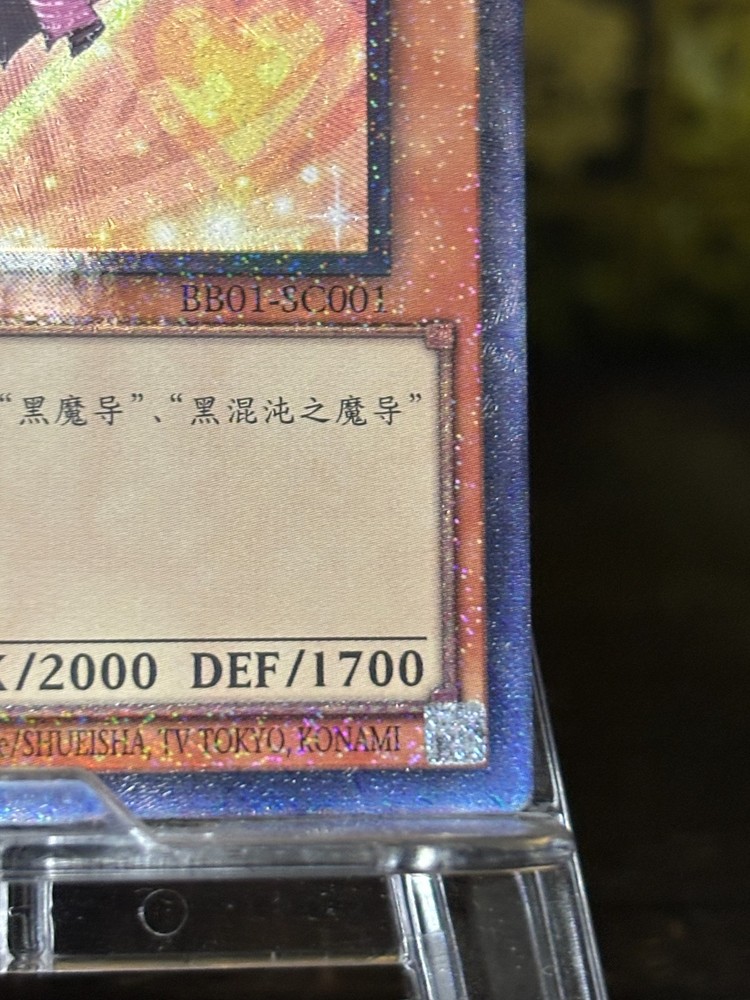 BB01-SC001
“黑魔导”、“黑混沌之魔导”
/2000 DEF/1700
e/SHUEISHA, TV TOKYO, KONAMI